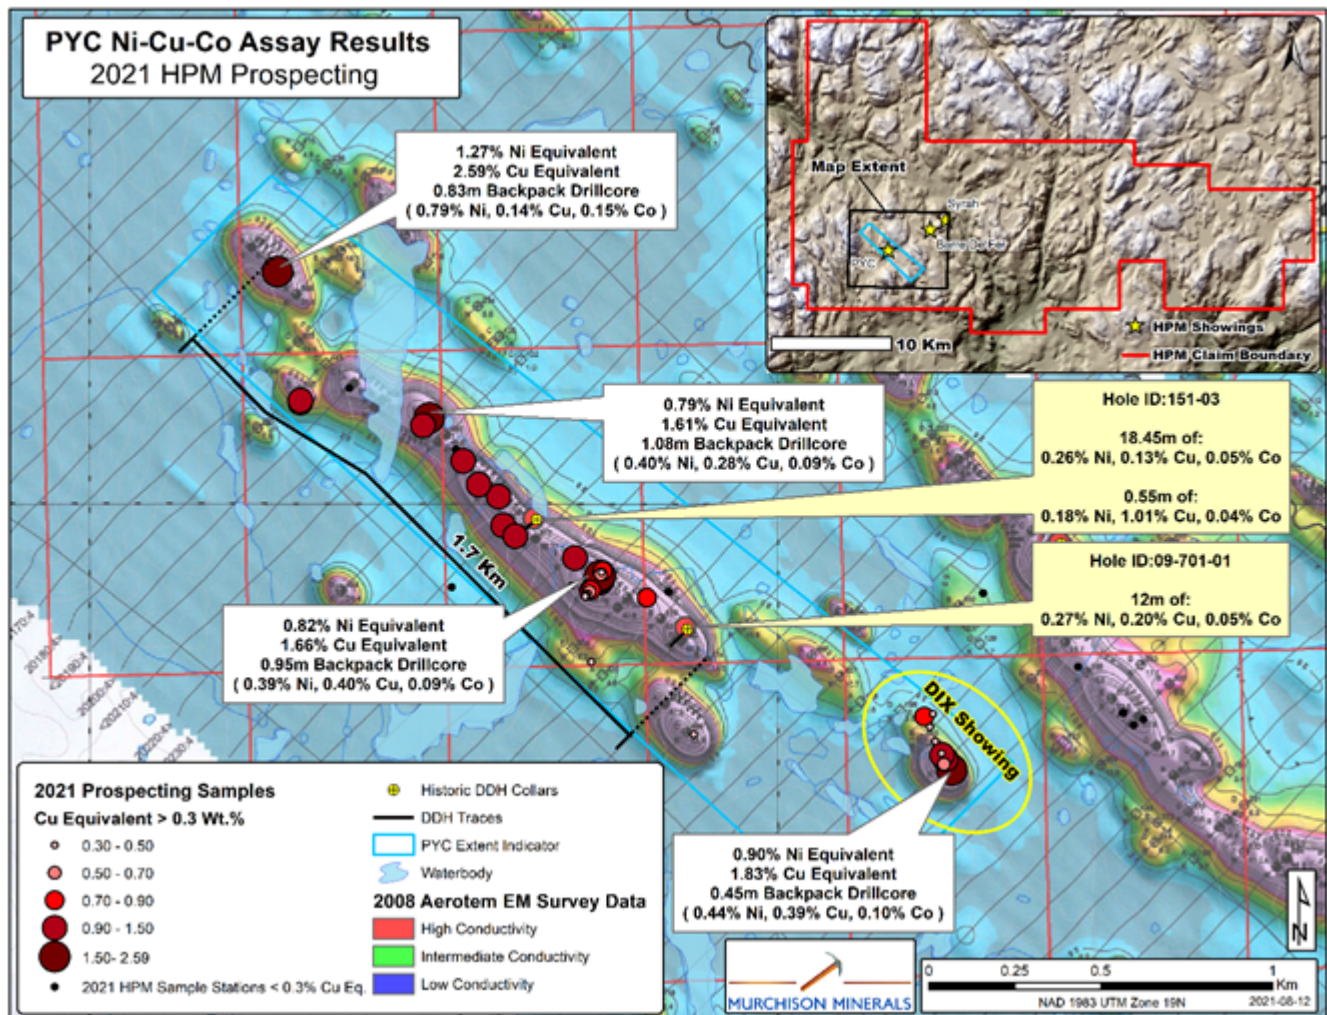 PYC Ni-Cu-Co Assay Results
2021 HPM Prospecting
1.27% Ni Equivalent
2.59% Cu Equivalent
0.83m Backpack Drillcore
( 0.79% Ni, 0.14% Cu, 0.15% Co )
Map Extent
Syrah
Barre De Fer
PYC
HPM Showings
10 Km
HPM Claim Boundary
0.79% Ni Equivalent
1.61% Cu Equivalent
1.08m Backpack Drillcore
( 0.40% Ni, 0.28% Cu, 0.09% Co )
Hole ID:151-03
18.45m of:
0.26% Ni, 0.13% Cu, 0.05% Co
0.55m of:
0.18% Ni, 1.01% Cu, 0.04% Co
Hole ID:09-701-01
12m of:
0.27% Ni, 0.20% Cu, 0.05% Co
1.7 Km
0.82% Ni Equivalent
1.66% Cu Equivalent
0.95m Backpack Drillcore
( 0.39% Ni, 0.40% Cu, 0.09% Co )
DIX Showing
0.90% Ni Equivalent
1.83% Cu Equivalent
0.45m Backpack Drillcore
( 0.44% Ni, 0.39% Cu, 0.10% Co )
2021 Prospecting Samples
Cu Equivalent > 0.3 Wt.%
0.30 - 0.50
0.50 - 0.70
0.70 - 0.90
0.90 - 1.50
1.50- 2.59
2021 HPM Sample Stations < 0.3% Cu Eq.
Historic DDH Collars
DDH Traces
PYC Extent Indicator
Waterbody
2008 Aerotem EM Survey Data
High Conductivity
Intermediate Conductivity
Low Conductivity
MURCHISON MINERALS
N
0 0.25 0.5 1
Km
NAD 1983 UTM Zone 19N
2021-08-12